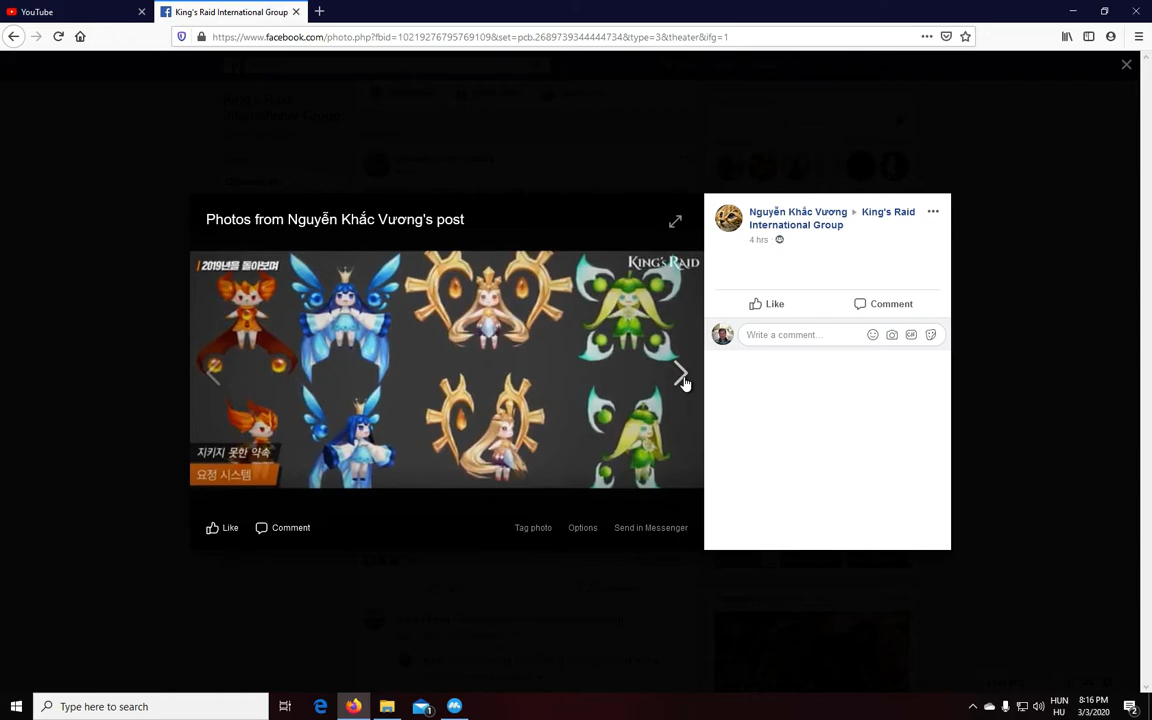 YouTube
King's Raid International Group
https://www.facebook.com/photo.php?fbid=10219276795769109&set=pcb.2689739344444734&type=3&theater&ifg=1
Photos from Nguyễn Khắc Vương's post
2019년을 돌아보며
KING'S RAID
지키지 못한 약속
요정 시스템
Like
Comment
Tag photo
Options
Send in Messenger
Nguyễn Khắc Vương ▸ King's Raid
International Group
4 hrs ·
Like
Comment
Write a comment...
GIF
Type here to search
1
HUN
HU
8:16 PM
3/3/2020
2